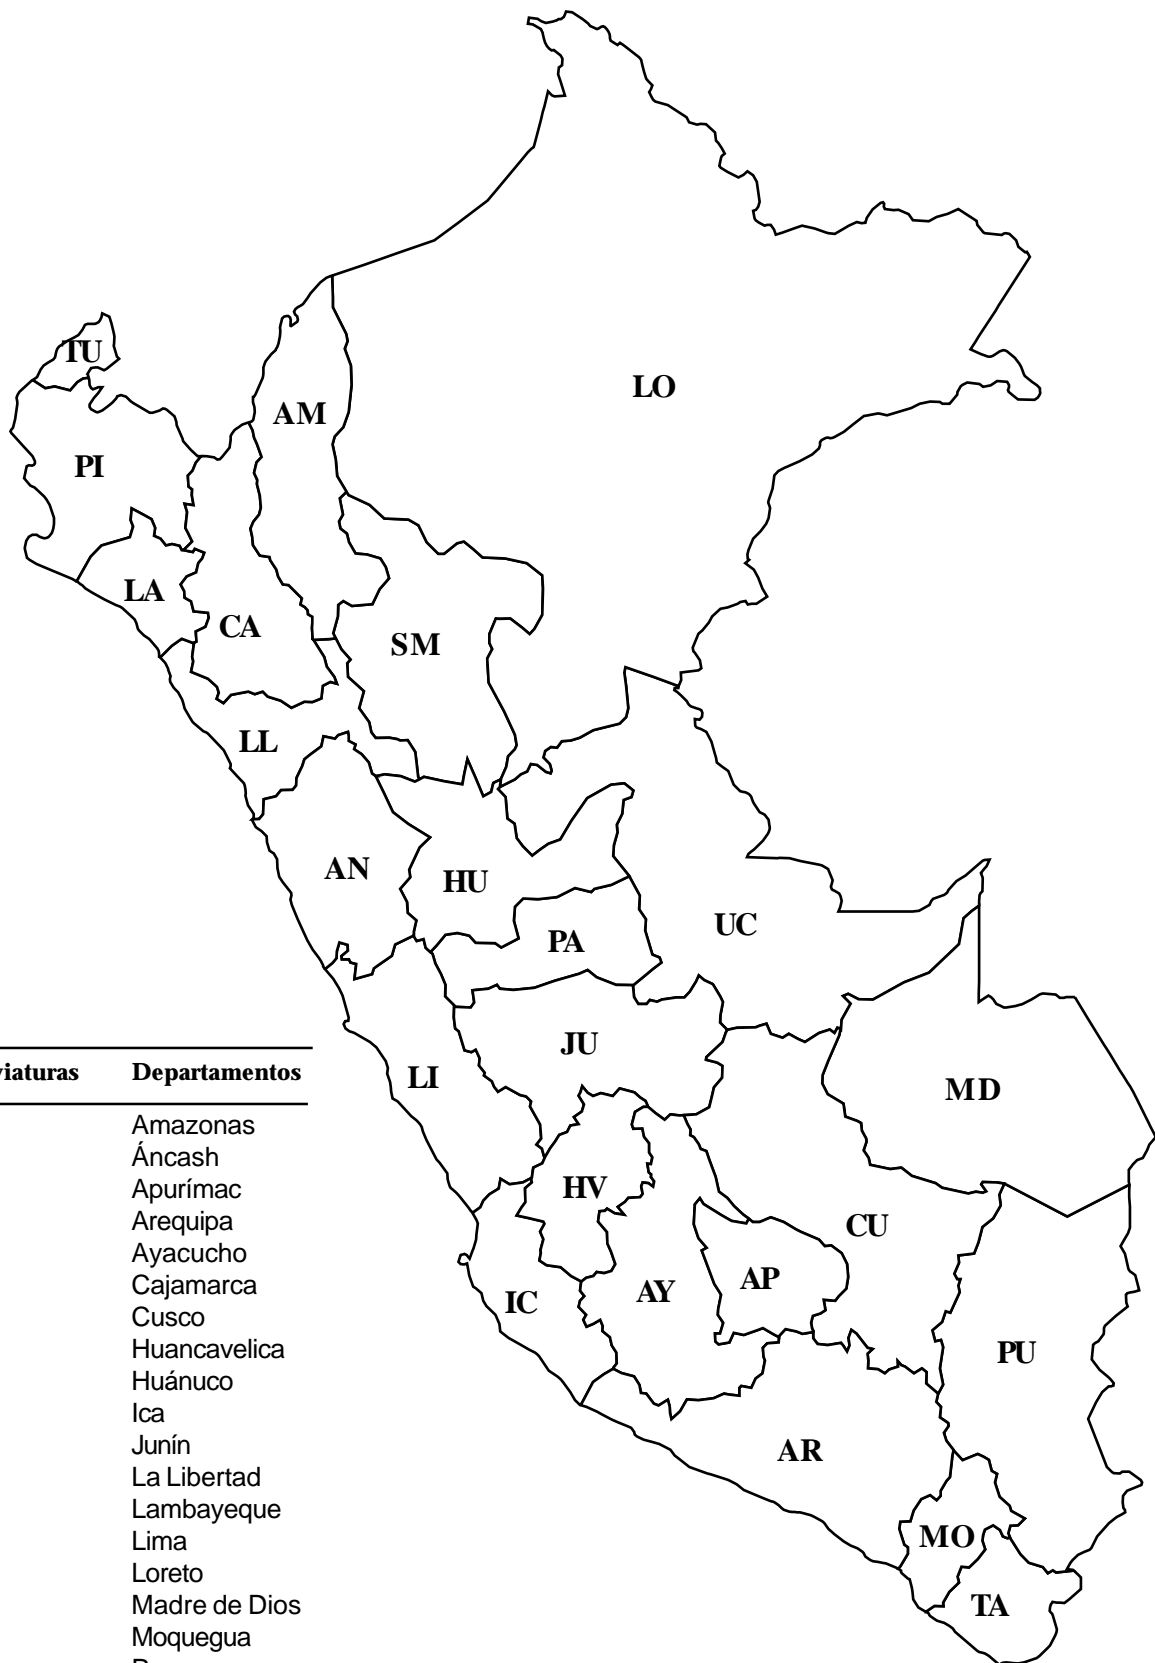 TU
LO
AM
PI
LA
CA
SM
LL
AN
HU
UC
PA
JU
LI
MD
HV
CU
AP
AY
IC
PU
AR
MO
TA
viaturas Departamentos
Amazonas
Áncash
Apurímac
Arequipa
Ayacucho
Cajamarca
Cusco
Huancavelica
Huánuco
Ica
Junín
La Libertad
Lambayeque
Lima
Loreto
Madre de Dios
Moquegua